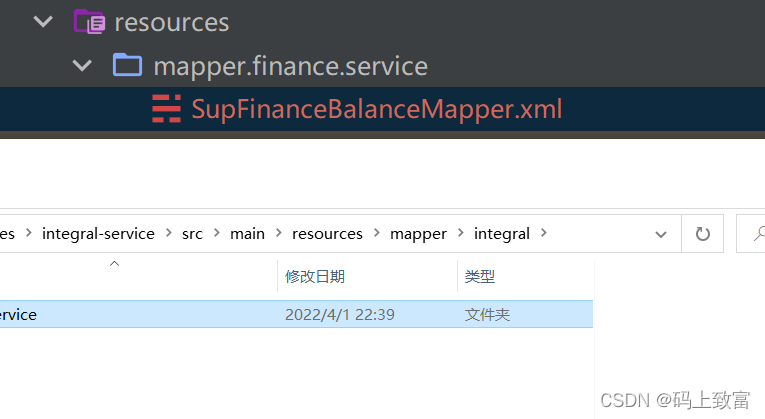 resources
mapper.finance.service
SupFinanceBalanceMapper.xml
es > integral-service > src > main > resources > mapper > integral >
修改日期 类型
ervice 2022/4/1 22:39 文件夹
CSDN @码上致富